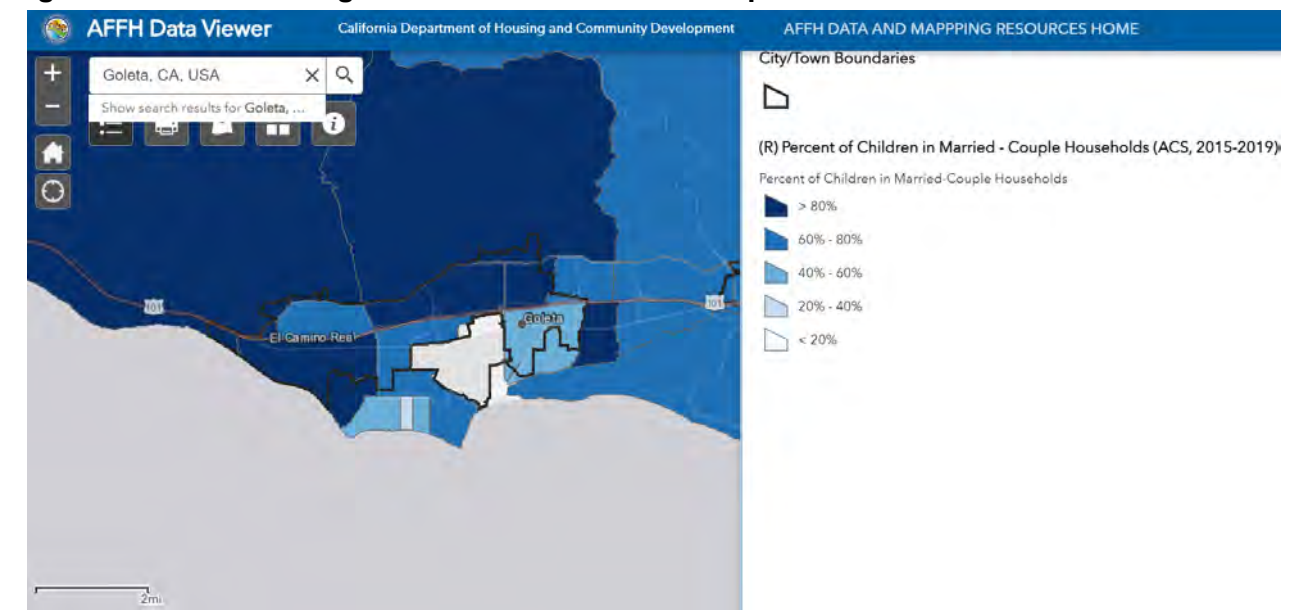 AFFH Data Viewer
California Department of Housing and Community Development
AFFH DATA AND MAPPPING RESOURCES HOME
Goleta, CA, USA
Show search results for Goleta, ...
City/Town Boundaries
(R) Percent of Children in Married - Couple Households (ACS, 2015-2019)
Percent of Children in Married-Couple Households
> 80%
60% - 80%
40% - 60%
20% - 40%
< 20%
101
101
Goleta
El Camino Real
2mi